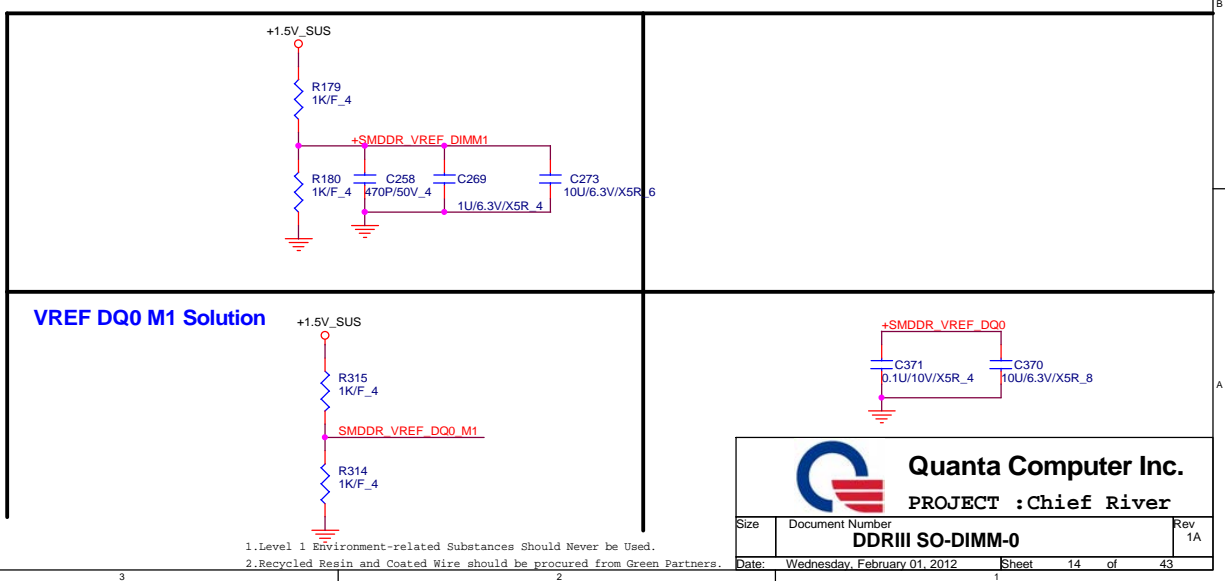 B
+1.5V_SUS
R179
1K/F_4
+SMDDR_VREF_DIMM1
R180
1K/F_4
C258
470P/50V_4
C269
1U/6.3V/X5R_4
C273
10U/6.3V/X5R_6
VREF DQ0 M1 Solution
+1.5V_SUS
R315
1K/F_4
SMDDR_VREF_DQ0_M1
R314
1K/F_4
+SMDDR_VREF_DQ0
C371
0.1U/10V/X5R_4
C370
10U/6.3V/X5R_8
A
Quanta Computer Inc.
PROJECT :Chief River
Size Document Number Rev
DDRIII SO-DIMM-0 1A
Date: Wednesday, February 01, 2012 Sheet 14 of 43
1.Level 1 Environment-related Substances Should Never be Used.
2.Recycled Resin and Coated Wire should be procured from Green Partners.
3 2 1